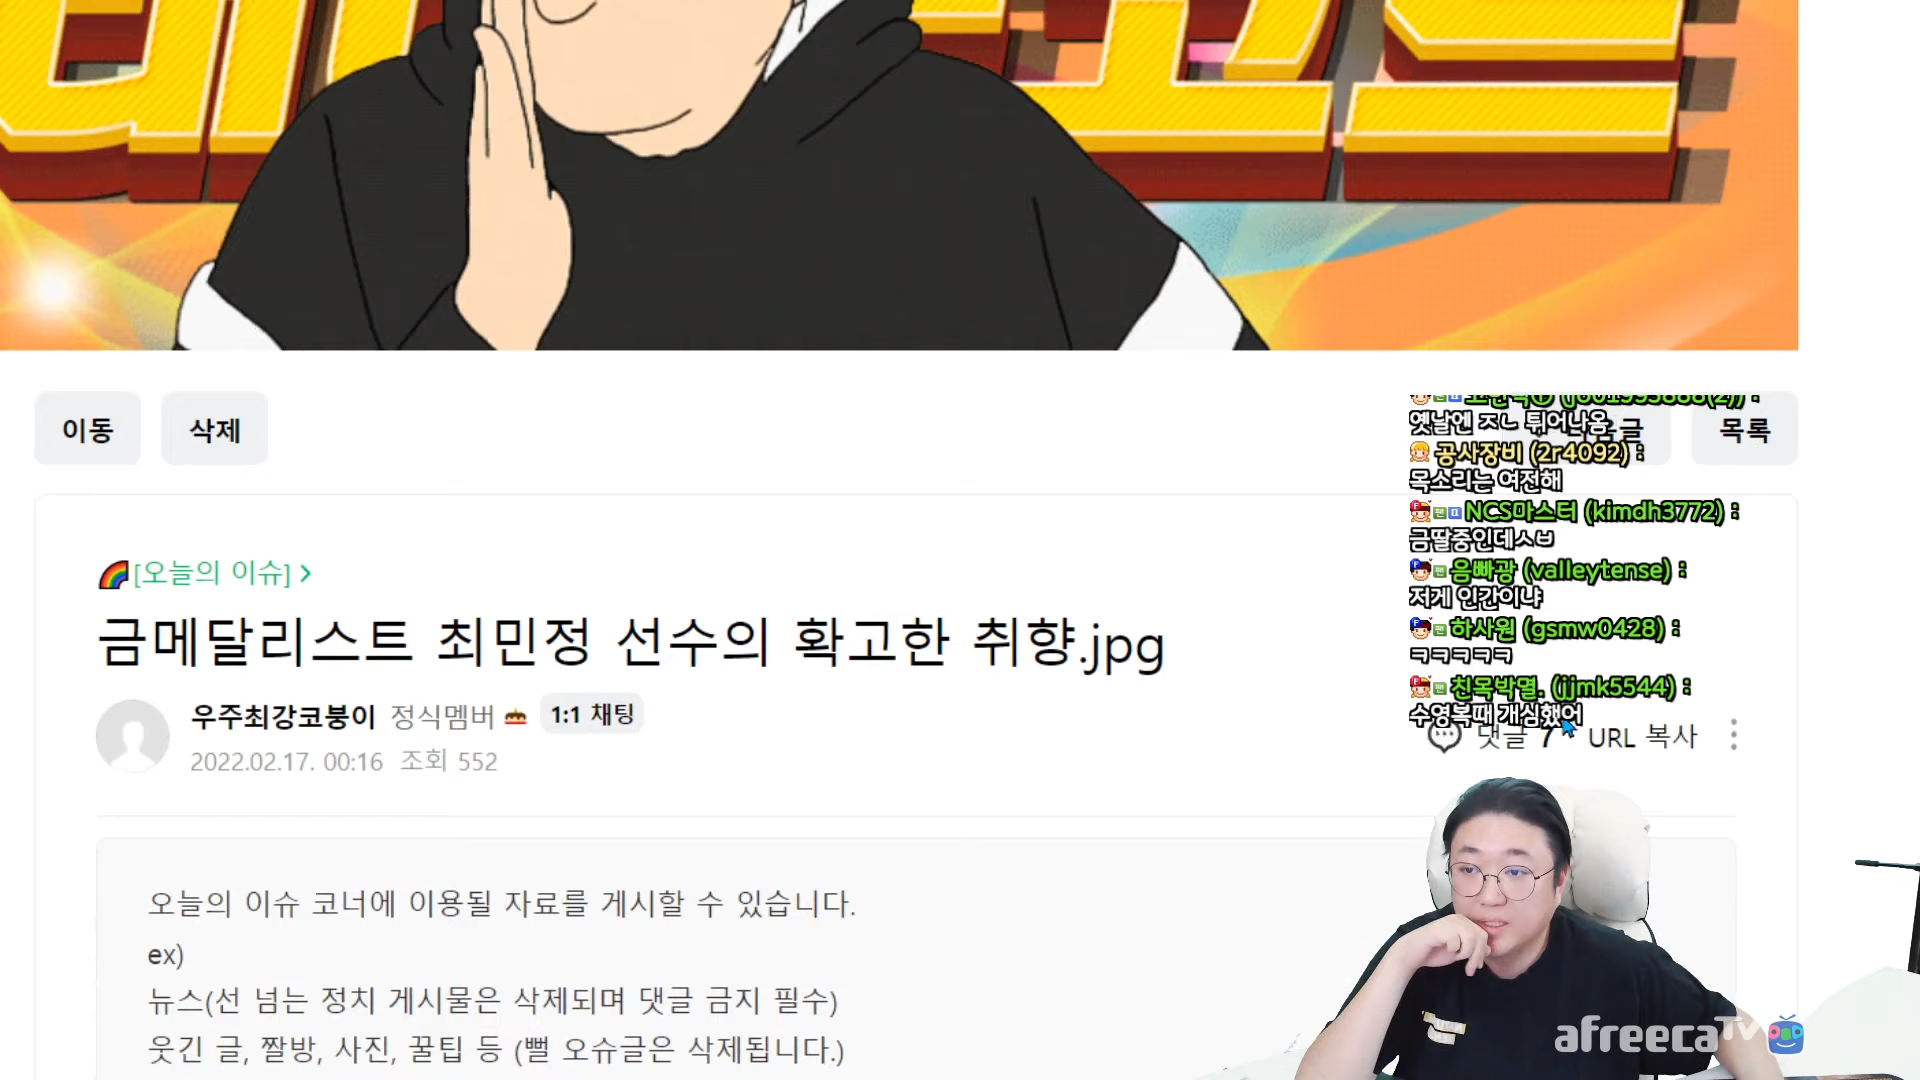 이동
삭제
목록
옛날엔 ㅈㄴ 튀어나옴
공사장비 (2r4092) :
목소리는 여전해
NCS마스터 (kimdh3772) :
금딸중인데ㅅㅂ
음빠광 (valleytense) :
저게 인간이냐
하사원 (gsmw0428) :
ㅋㅋㅋㅋㅋ
친목박멸. (jjmk5544) :
수영복때 개심했어
[오늘의 이슈] >
금메달리스트 최민정 선수의 확고한 취향.jpg
우주최강코붕이 정식멤버 1:1 채팅
2022.02.17. 00:16 조회 552
댓글 7 URL 복사
오늘의 이슈 코너에 이용될 자료를 게시할 수 있습니다.
ex)
뉴스(선 넘는 정치 게시물은 삭제되며 댓글 금지 필수)
웃긴 글, 짤방, 사진, 꿀팁 등 (뻘 오슈글은 삭제됩니다.)
afreecaTV